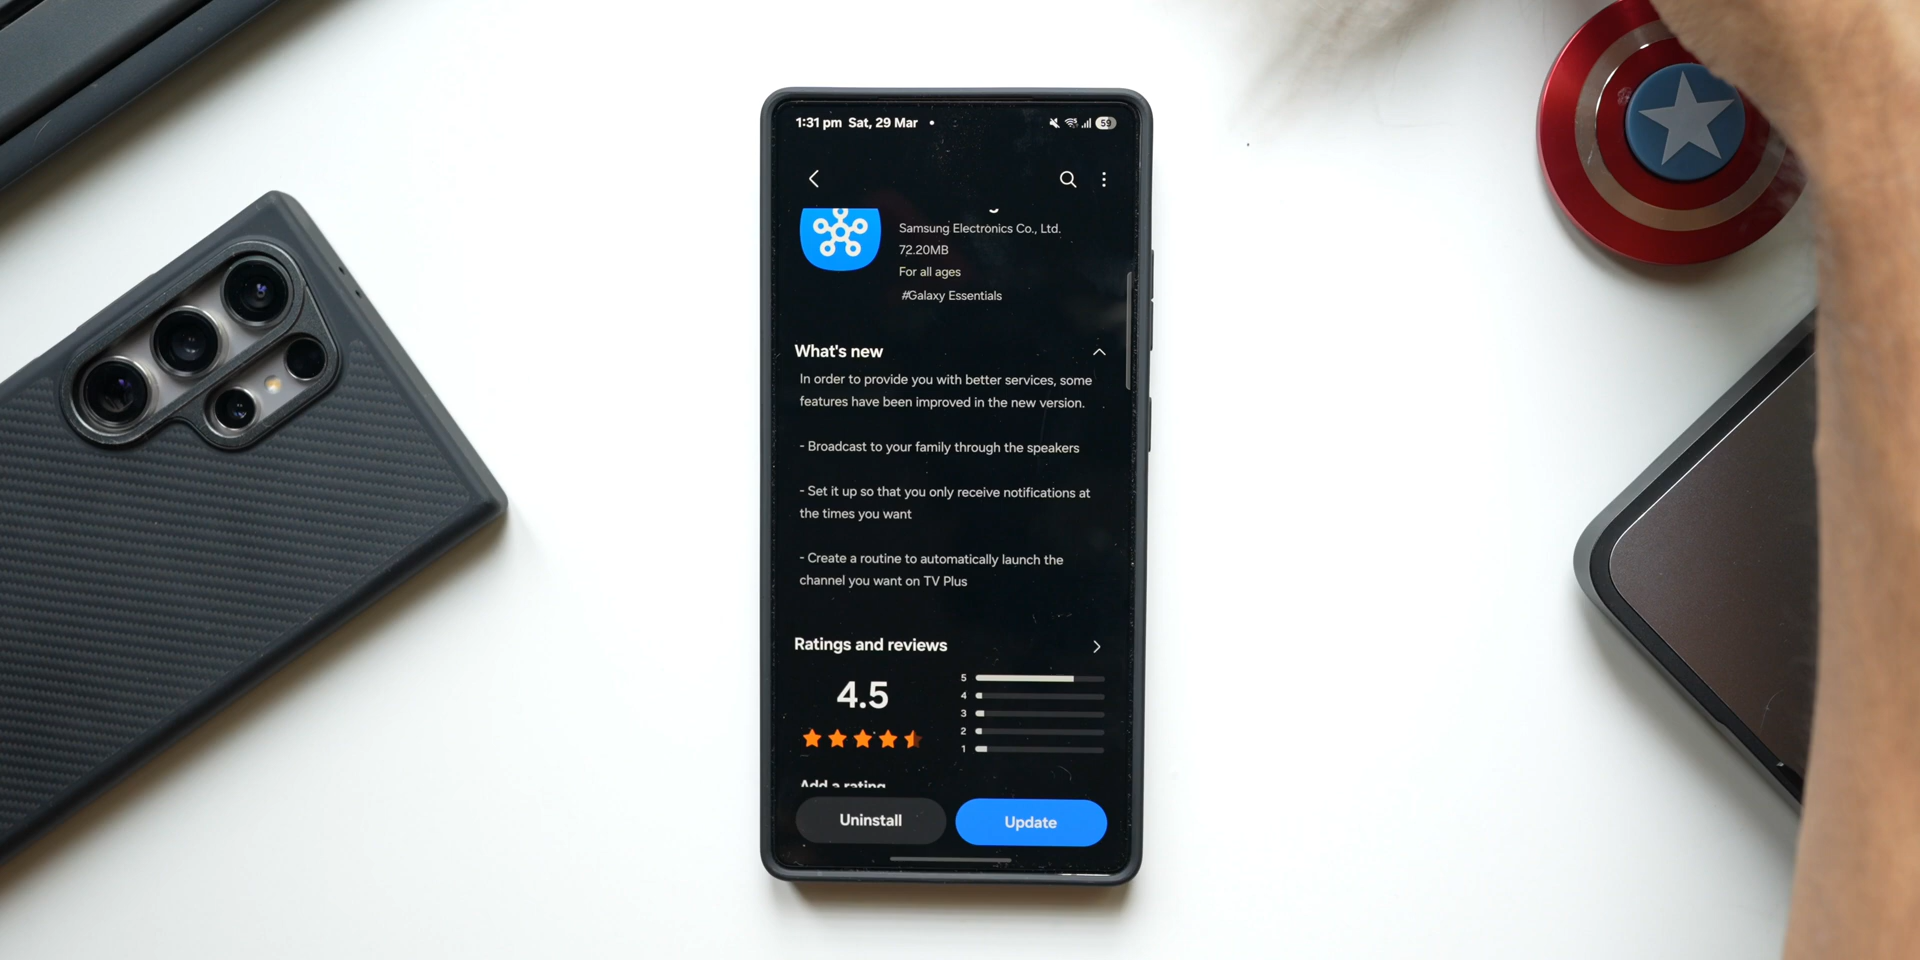 1:31 pm Sat, 29 Mar
59
Samsung Electronics Co., Ltd.
72.20MB
For all ages
#Galaxy Essentials
What's new
In order to provide you with better services, some
features have been improved in the new version.
- Broadcast to your family through the speakers
- Set it up so that you only receive notifications at
the times you want
- Create a routine to automatically launch the
channel you want on TV Plus
Ratings and reviews
4.5
5
4
3
2
1
Add a rating
Uninstall
Update